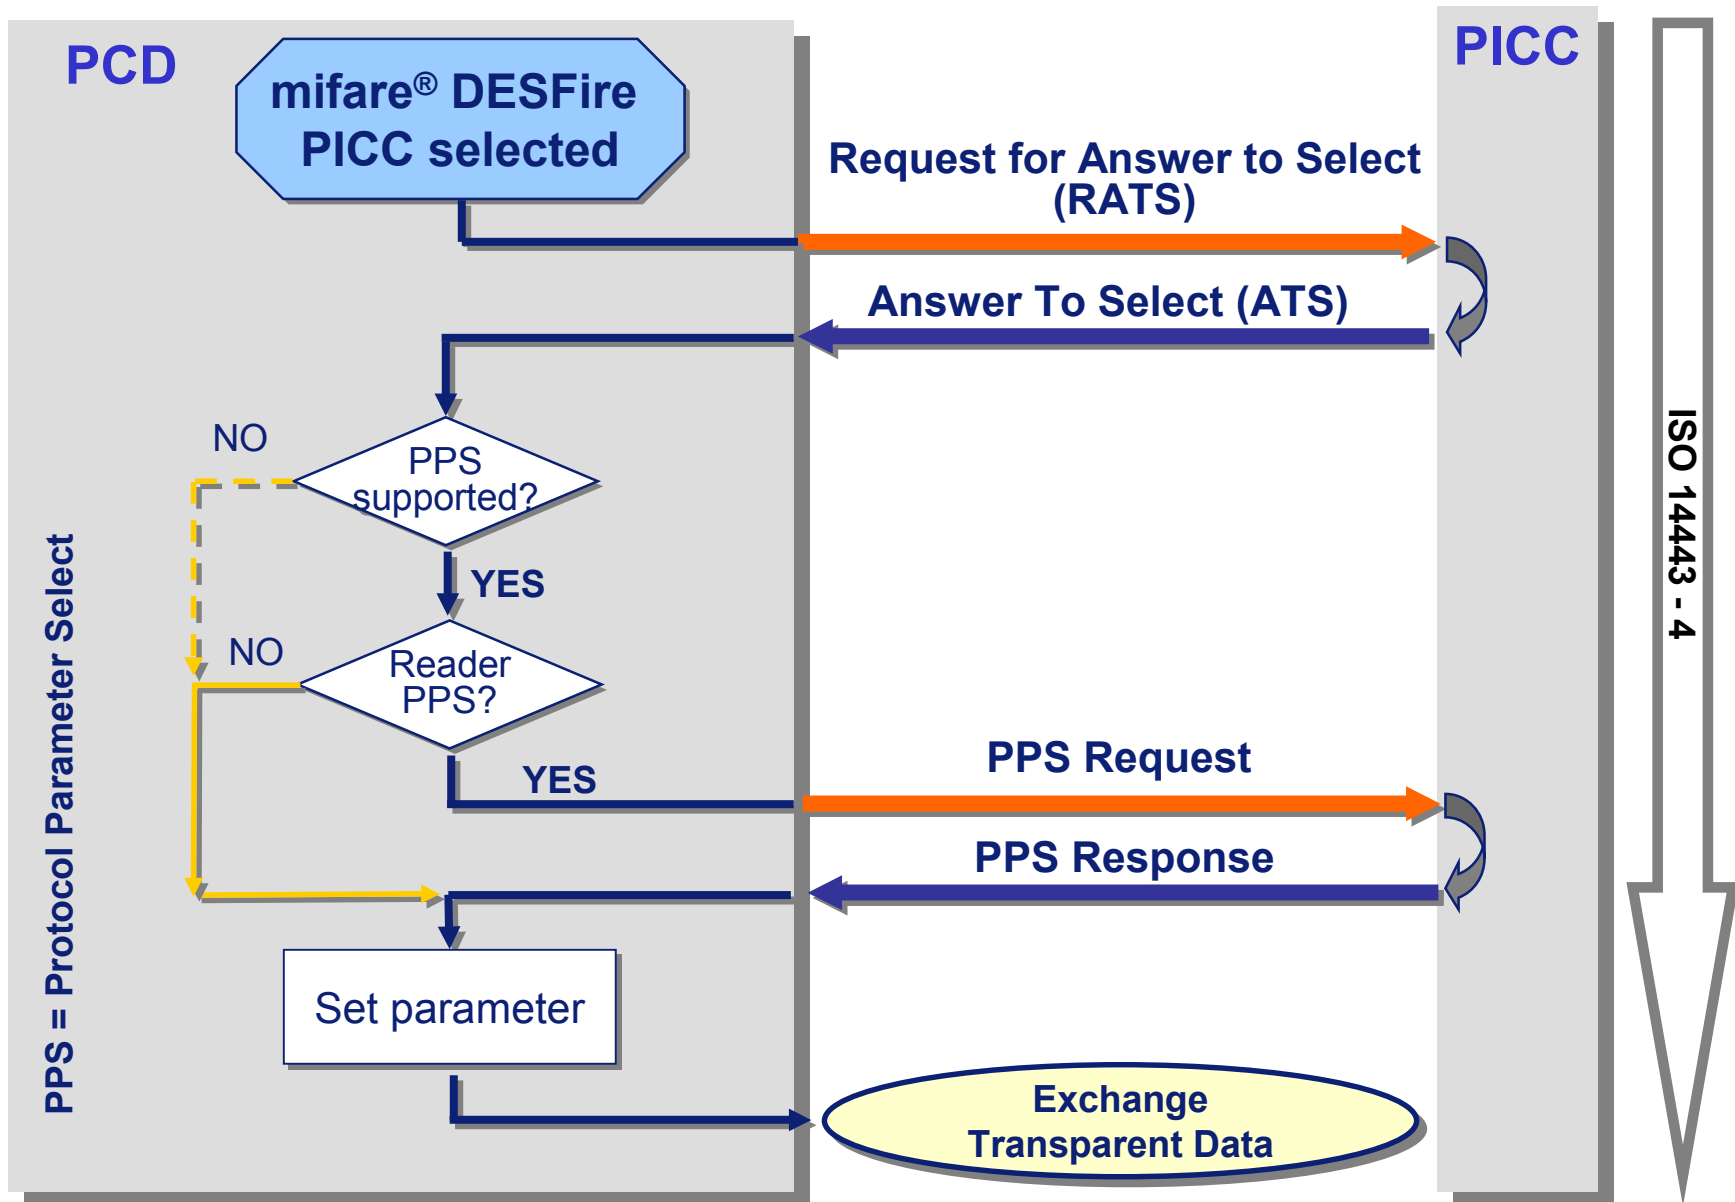 PCD
PICC
mifare® DESFire
PICC selected
Request for Answer to Select
(RATS)
Answer To Select (ATS)
NO
PPS
supported?
YES
NO
Reader
PPS?
YES
PPS Request
PPS Response
Set parameter
Exchange
Transparent Data
PPS = Protocol Parameter Select
ISO 14443 - 4